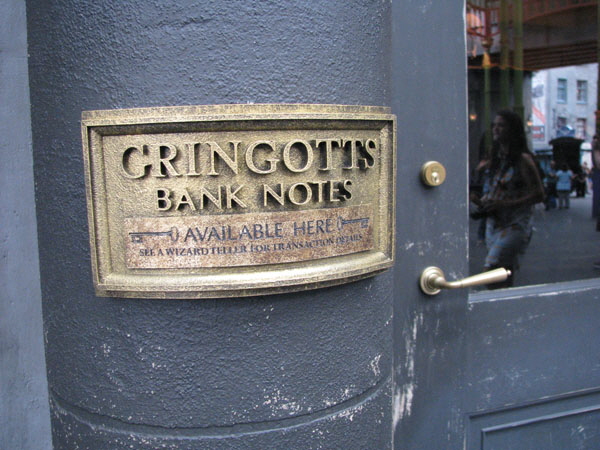 GRINGOTTS
BANK NOTES
AVAILABLE HERE
SEE A WIZARD TELLER FOR TRANSACTION DETAILS